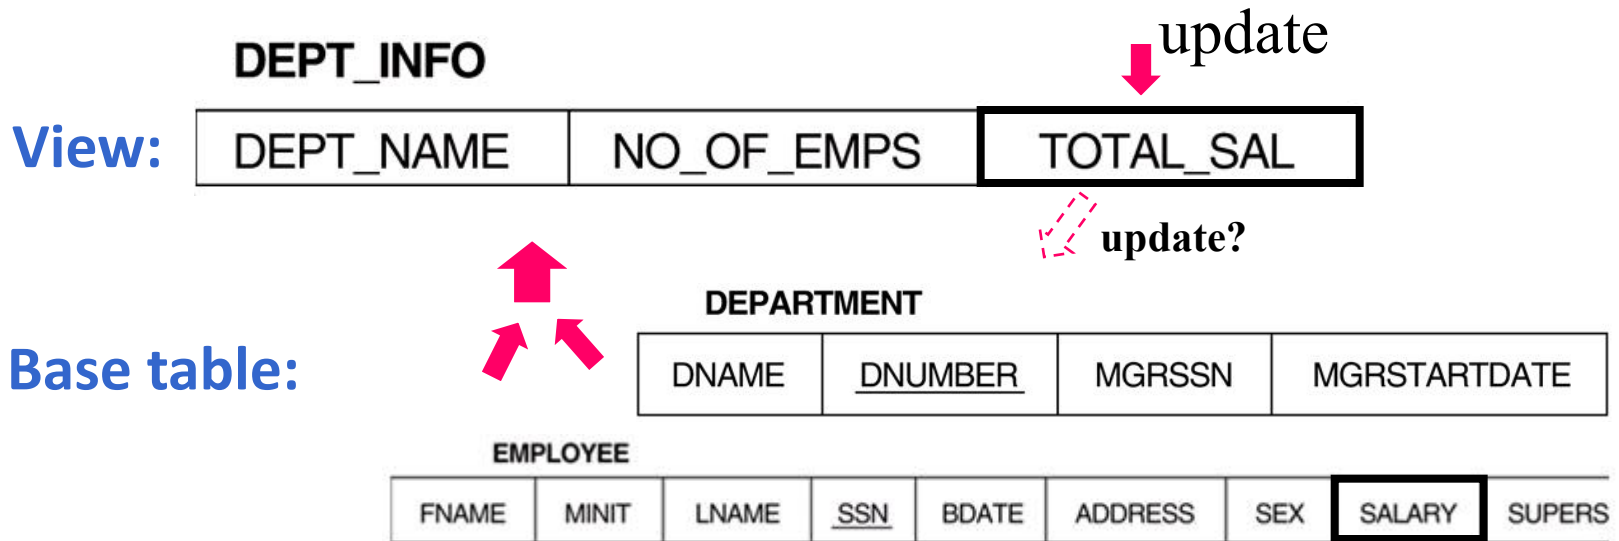 update
DEPT_INFO
View:
DEPT_NAME NO_OF_EMPS TOTAL_SAL
update?
DEPARTMENT
Base table:
DNAME DNUMBER MGRSSN MGRSTARTDATE
EMPLOYEE
FNAME MINIT LNAME SSN BDATE ADDRESS SEX SALARY SUPERS